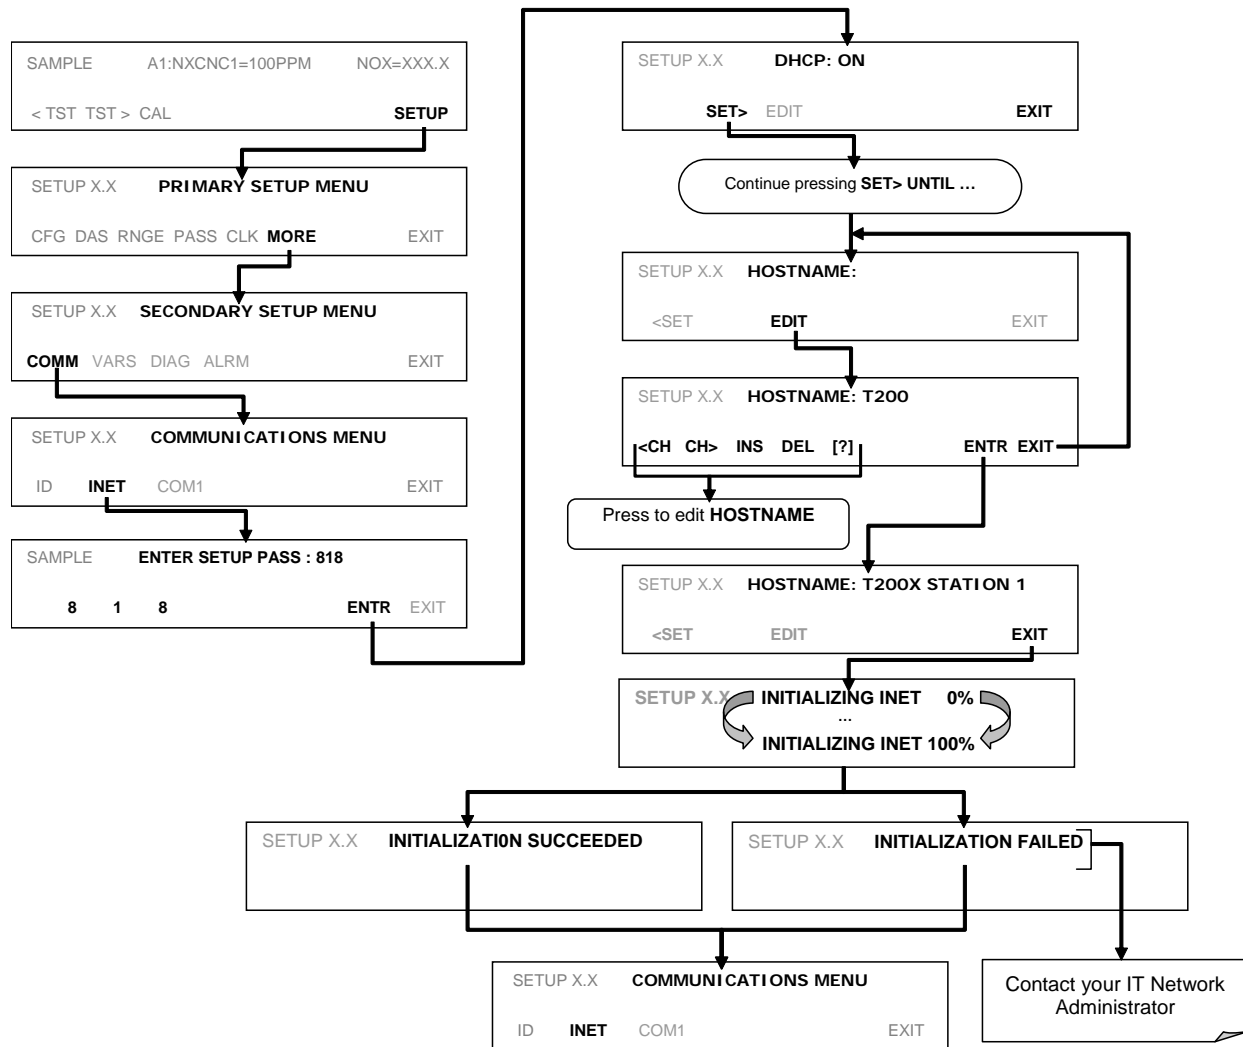 SAMPLE A1:NXCNC1=100PPM NOX=XXX.X
< TST TST > CAL SETUP
SETUP X.X PRIMARY SETUP MENU
CFG DAS RNGE PASS CLK MORE EXIT
SETUP X.X SECONDARY SETUP MENU
COMM VARS DIAG ALRM EXIT
SETUP X.X COMMUNICATIONS MENU
ID INET COM1 EXIT
SAMPLE ENTER SETUP PASS : 818
8 1 8 ENTR EXIT
SETUP X.X DHCP: ON
SET> EDIT EXIT
Continue pressing SET> UNTIL ...
SETUP X.X HOSTNAME:
<SET EDIT EXIT
SETUP X.X HOSTNAME: T200
<CH CH> INS DEL [?] ENTR EXIT
Press to edit HOSTNAME
SETUP X.X HOSTNAME: T200X STATION 1
<SET EDIT EXIT
SETUP X.X INITIALIZING INET 0%
...
INITIALIZING INET 100%
SETUP X.X INITIALIZATI0N SUCCEEDED
SETUP X.X INITIALIZATION FAILED
SETUP X.X COMMUNICATIONS MENU
ID INET COM1 EXIT
Contact your IT Network
Administrator